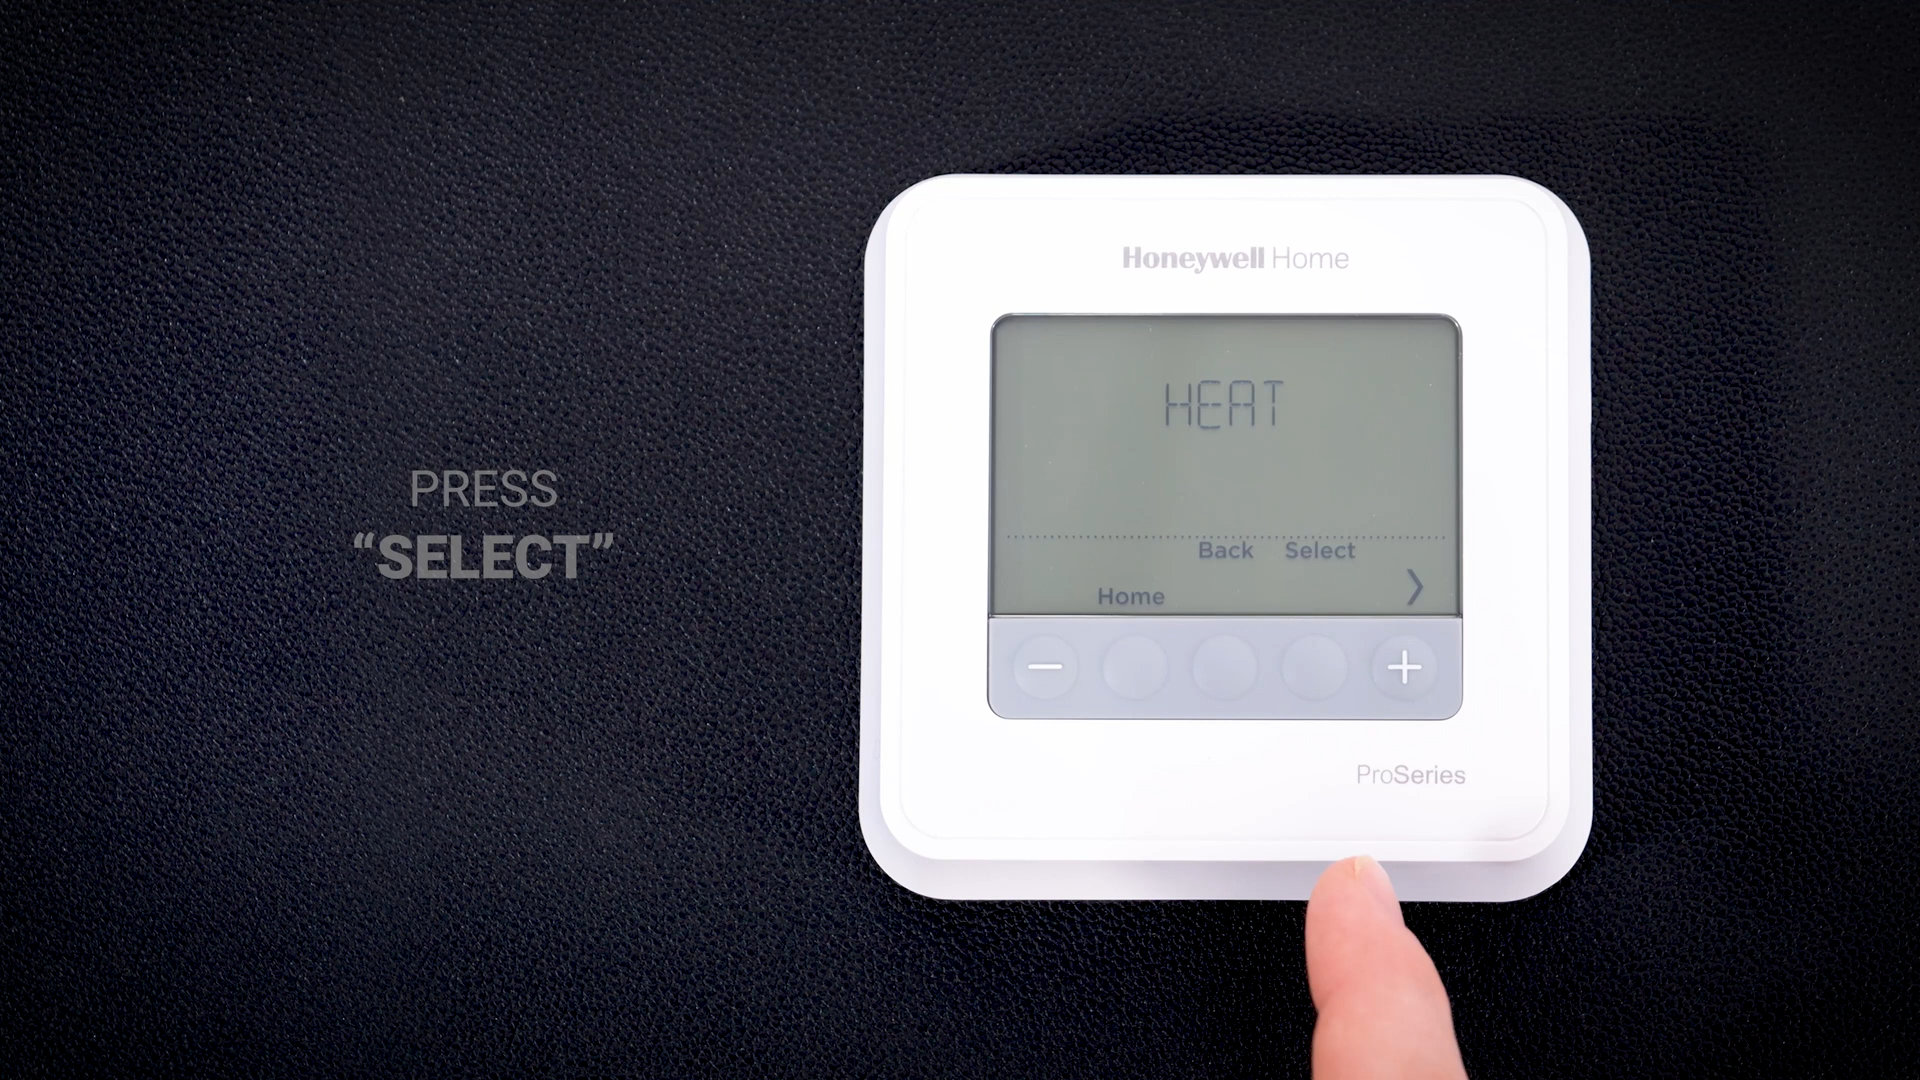 PRESS
“SELECT”
Honeywell Home
HEAT
Back Select
Home
ProSeries